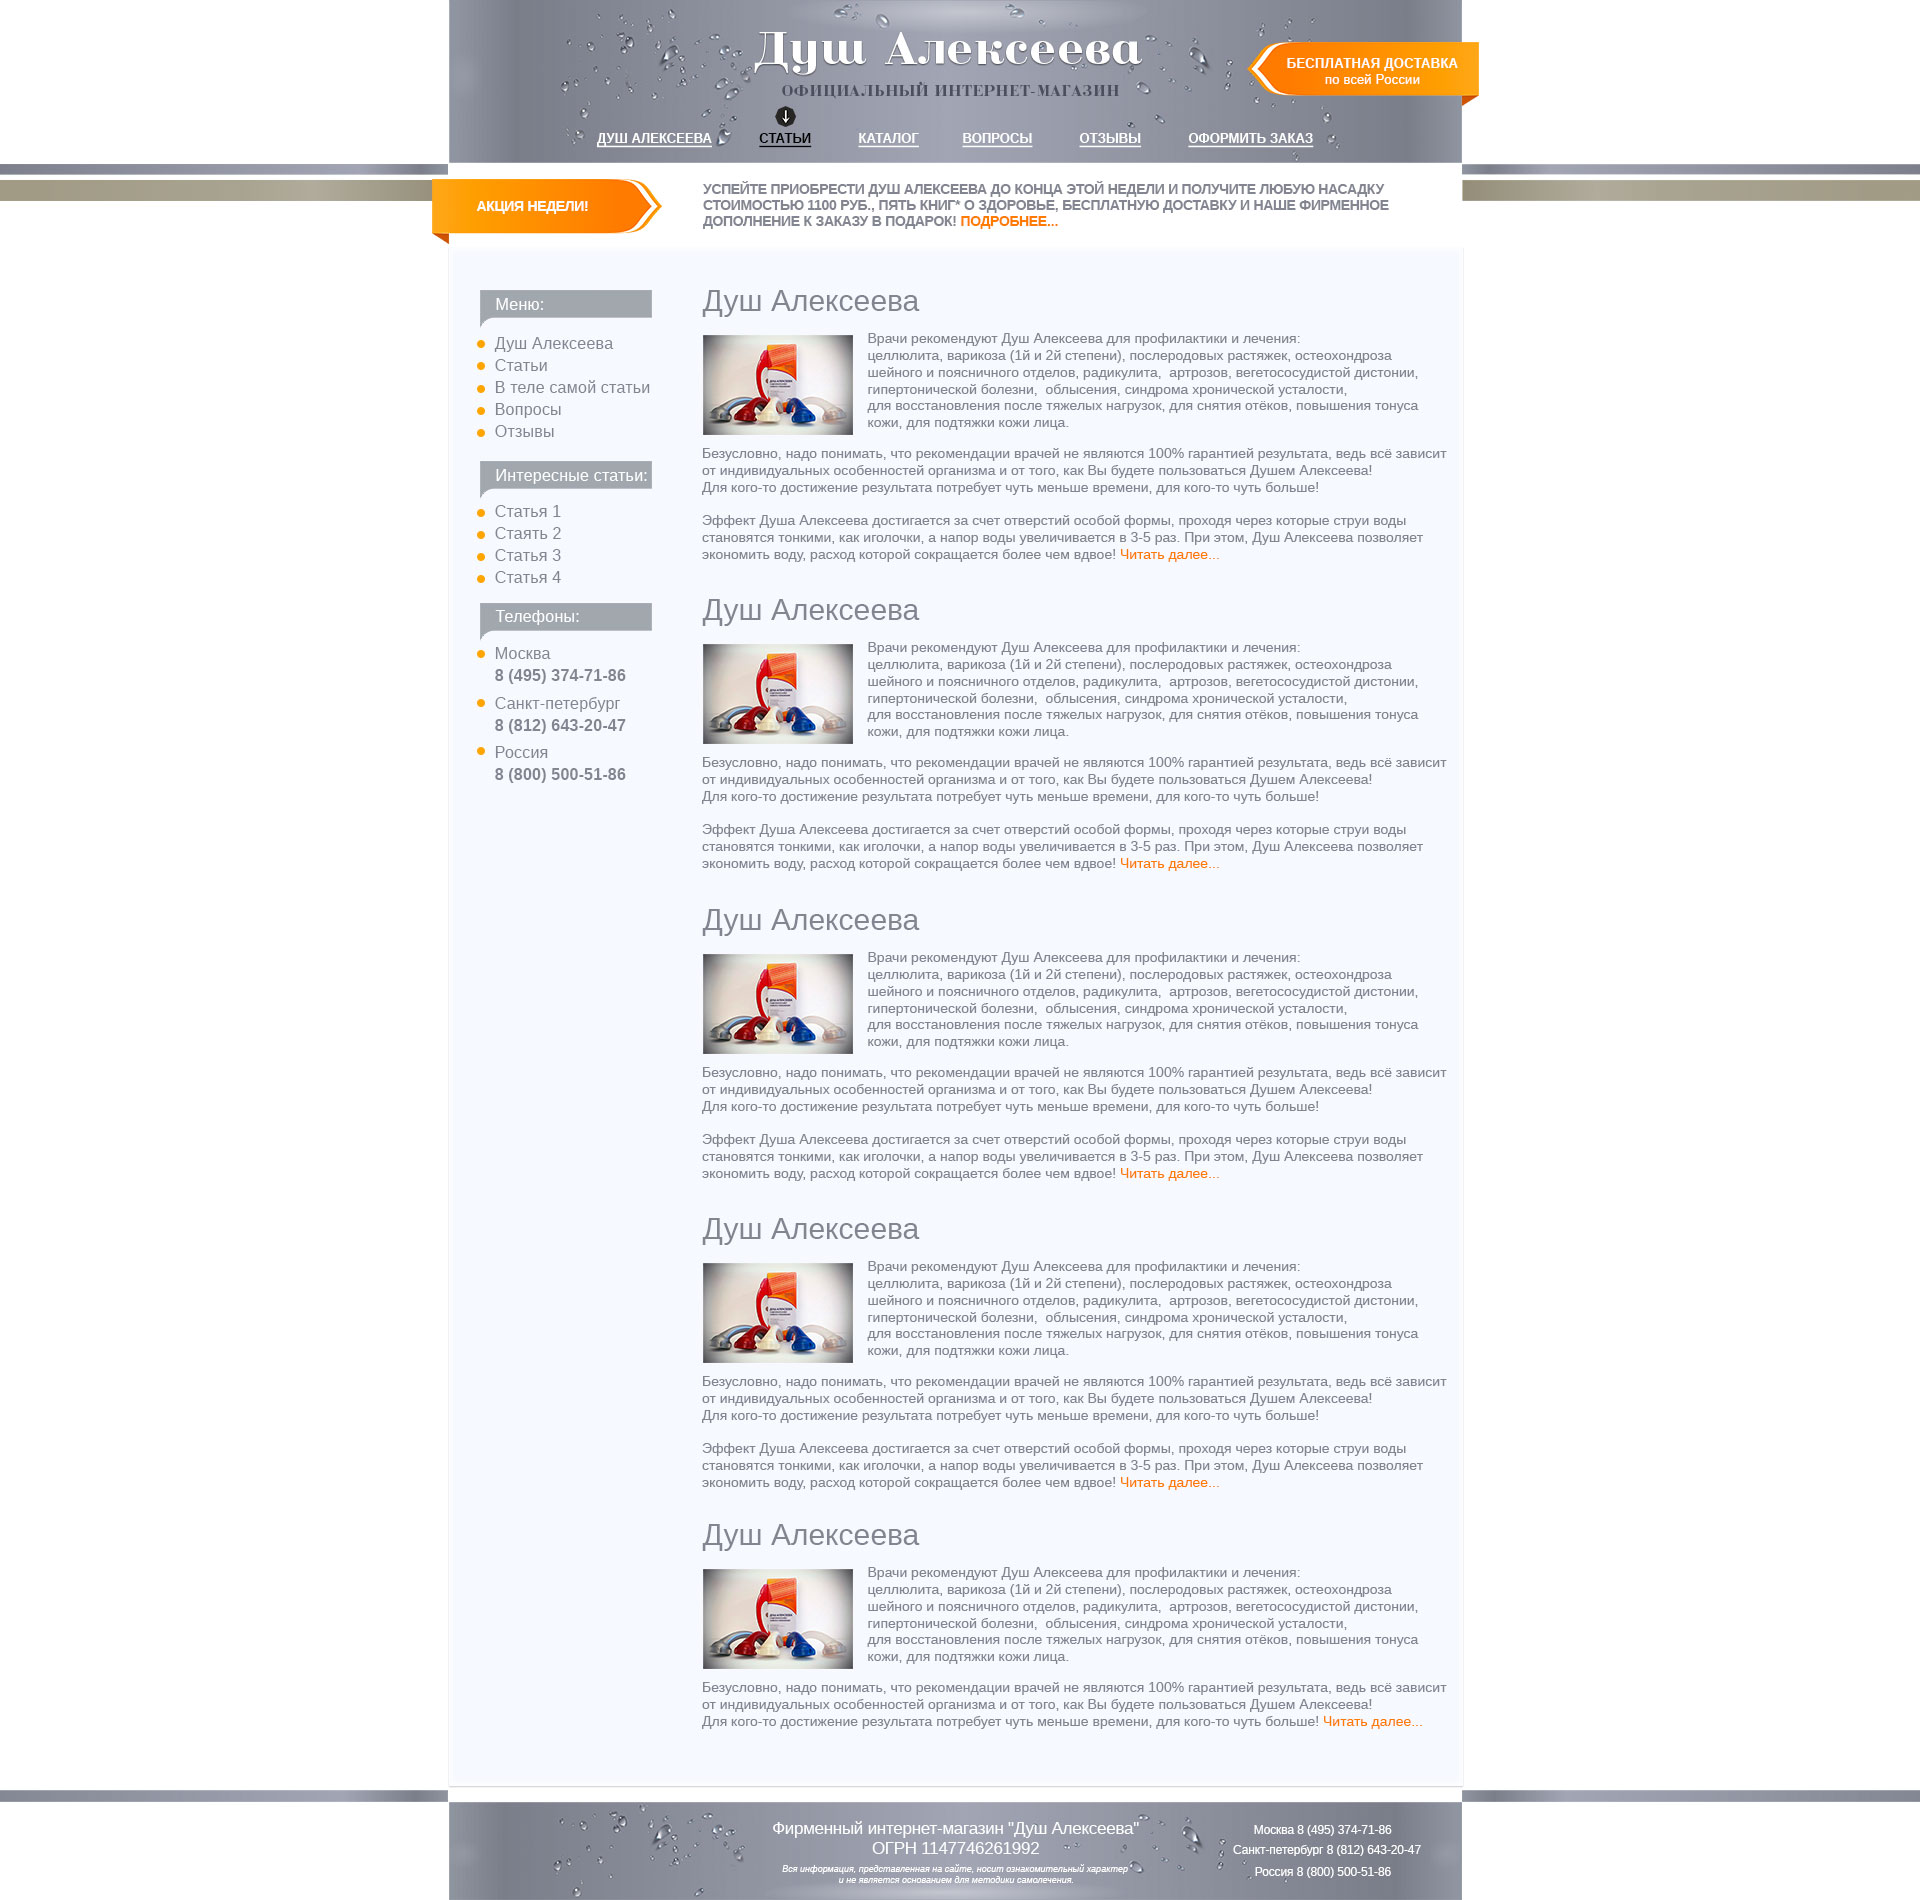 Душ Алексеева
ОФИЦИАЛЬНЫЙ ИНТЕРНЕТ-МАГАЗИН
БЕСПЛАТНАЯ ДОСТАВКА
по всей России
ДУШ АЛЕКСЕЕВА СТАТЬИ КАТАЛОГ ВОПРОСЫ ОТЗЫВЫ ОФОРМИТЬ ЗАКАЗ
АКЦИЯ НЕДЕЛИ!
УСПЕЙТЕ ПРИОБРЕСТИ ДУШ АЛЕКСЕЕВА ДО КОНЦА ЭТОЙ НЕДЕЛИ И ПОЛУЧИТЕ ЛЮБУЮ НАСАДКУ
СТОИМОСТЬЮ 1100 РУБ., ПЯТЬ КНИГ* О ЗДОРОВЬЕ, БЕСПЛАТНУЮ ДОСТАВКУ И НАШЕ ФИРМЕННОЕ
ДОПОЛНЕНИЕ К ЗАКАЗУ В ПОДАРОК! ПОДРОБНЕЕ...
Меню:
Душ Алексеева
Статьи
В теле самой статьи
Вопросы
Отзывы
Интересные статьи:
Статья 1
Стаять 2
Статья 3
Статья 4
Телефоны:
Москва
8 (495) 374-71-86
Санкт-петербург
8 (812) 643-20-47
Россия
8 (800) 500-51-86
Душ Алексеева
Врачи рекомендуют Душ Алексеева для профилактики и лечения:
целлюлита, варикоза (1й и 2й степени), послеродовых растяжек, остеохондроза
шейного и поясничного отделов, радикулита,  артрозов, вегетососудистой дистонии,
гипертонической болезни,  облысения, синдрома хронической усталости,
для восстановления после тяжелых нагрузок, для снятия отёков, повышения тонуса
кожи, для подтяжки кожи лица.
Безусловно, надо понимать, что рекомендации врачей не являются 100% гарантией результата, ведь всё зависит
от индивидуальных особенностей организма и от того, как Вы будете пользоваться Душем Алексеева!
Для кого-то достижение результата потребует чуть меньше времени, для кого-то чуть больше!
Эффект Душа Алексеева достигается за счет отверстий особой формы, проходя через которые струи воды
становятся тонкими, как иголочки, а напор воды увеличивается в 3-5 раз. При этом, Душ Алексеева позволяет
экономить воду, расход которой сокращается более чем вдвое! Читать далее...
Душ Алексеева
Врачи рекомендуют Душ Алексеева для профилактики и лечения:
целлюлита, варикоза (1й и 2й степени), послеродовых растяжек, остеохондроза
шейного и поясничного отделов, радикулита,  артрозов, вегетососудистой дистонии,
гипертонической болезни,  облысения, синдрома хронической усталости,
для восстановления после тяжелых нагрузок, для снятия отёков, повышения тонуса
кожи, для подтяжки кожи лица.
Безусловно, надо понимать, что рекомендации врачей не являются 100% гарантией результата, ведь всё зависит
от индивидуальных особенностей организма и от того, как Вы будете пользоваться Душем Алексеева!
Для кого-то достижение результата потребует чуть меньше времени, для кого-то чуть больше!
Эффект Душа Алексеева достигается за счет отверстий особой формы, проходя через которые струи воды
становятся тонкими, как иголочки, а напор воды увеличивается в 3-5 раз. При этом, Душ Алексеева позволяет
экономить воду, расход которой сокращается более чем вдвое! Читать далее...
Душ Алексеева
Врачи рекомендуют Душ Алексеева для профилактики и лечения:
целлюлита, варикоза (1й и 2й степени), послеродовых растяжек, остеохондроза
шейного и поясничного отделов, радикулита,  артрозов, вегетососудистой дистонии,
гипертонической болезни,  облысения, синдрома хронической усталости,
для восстановления после тяжелых нагрузок, для снятия отёков, повышения тонуса
кожи, для подтяжки кожи лица.
Безусловно, надо понимать, что рекомендации врачей не являются 100% гарантией результата, ведь всё зависит
от индивидуальных особенностей организма и от того, как Вы будете пользоваться Душем Алексеева!
Для кого-то достижение результата потребует чуть меньше времени, для кого-то чуть больше!
Эффект Душа Алексеева достигается за счет отверстий особой формы, проходя через которые струи воды
становятся тонкими, как иголочки, а напор воды увеличивается в 3-5 раз. При этом, Душ Алексеева позволяет
экономить воду, расход которой сокращается более чем вдвое! Читать далее...
Душ Алексеева
Врачи рекомендуют Душ Алексеева для профилактики и лечения:
целлюлита, варикоза (1й и 2й степени), послеродовых растяжек, остеохондроза
шейного и поясничного отделов, радикулита,  артрозов, вегетососудистой дистонии,
гипертонической болезни,  облысения, синдрома хронической усталости,
для восстановления после тяжелых нагрузок, для снятия отёков, повышения тонуса
кожи, для подтяжки кожи лица.
Безусловно, надо понимать, что рекомендации врачей не являются 100% гарантией результата, ведь всё зависит
от индивидуальных особенностей организма и от того, как Вы будете пользоваться Душем Алексеева!
Для кого-то достижение результата потребует чуть меньше времени, для кого-то чуть больше!
Эффект Душа Алексеева достигается за счет отверстий особой формы, проходя через которые струи воды
становятся тонкими, как иголочки, а напор воды увеличивается в 3-5 раз. При этом, Душ Алексеева позволяет
экономить воду, расход которой сокращается более чем вдвое! Читать далее...
Душ Алексеева
Врачи рекомендуют Душ Алексеева для профилактики и лечения:
целлюлита, варикоза (1й и 2й степени), послеродовых растяжек, остеохондроза
шейного и поясничного отделов, радикулита,  артрозов, вегетососудистой дистонии,
гипертонической болезни,  облысения, синдрома хронической усталости,
для восстановления после тяжелых нагрузок, для снятия отёков, повышения тонуса
кожи, для подтяжки кожи лица.
Безусловно, надо понимать, что рекомендации врачей не являются 100% гарантией результата, ведь всё зависит
от индивидуальных особенностей организма и от того, как Вы будете пользоваться Душем Алексеева!
Для кого-то достижение результата потребует чуть меньше времени, для кого-то чуть больше! Читать далее...
Фирменный интернет-магазин "Душ Алексеева"
ОГРН 1147746261992
Вся информация, представленная на сайте, носит ознакомительный характер
и не является основанием для методики самолечения.
Москва 8 (495) 374-71-86
Санкт-петербург 8 (812) 643-20-47
Россия 8 (800) 500-51-86